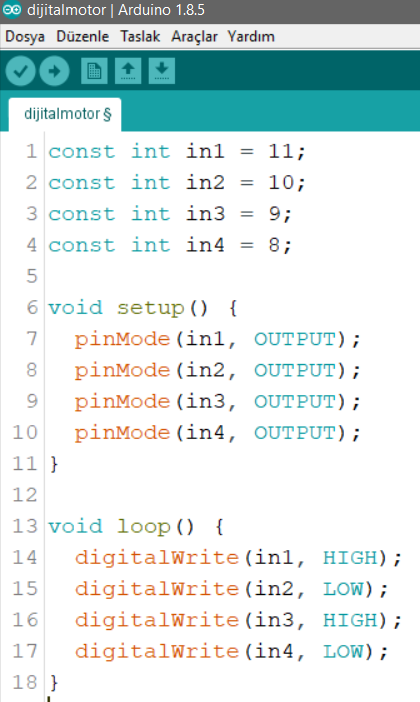 dijitalmotor | Arduino 1.8.5
Dosya Düzenle Taslak Araçlar Yardım
dijitalmotor §
1 const int in1 = 11;
2 const int in2 = 10;
3 const int in3 = 9;
4 const int in4 = 8;
5
6 void setup() {
7   pinMode(in1, OUTPUT);
8   pinMode(in2, OUTPUT);
9   pinMode(in3, OUTPUT);
10   pinMode(in4, OUTPUT);
11 }
12
13 void loop() {
14   digitalWrite(in1, HIGH);
15   digitalWrite(in2, LOW);
16   digitalWrite(in3, HIGH);
17   digitalWrite(in4, LOW);
18 }